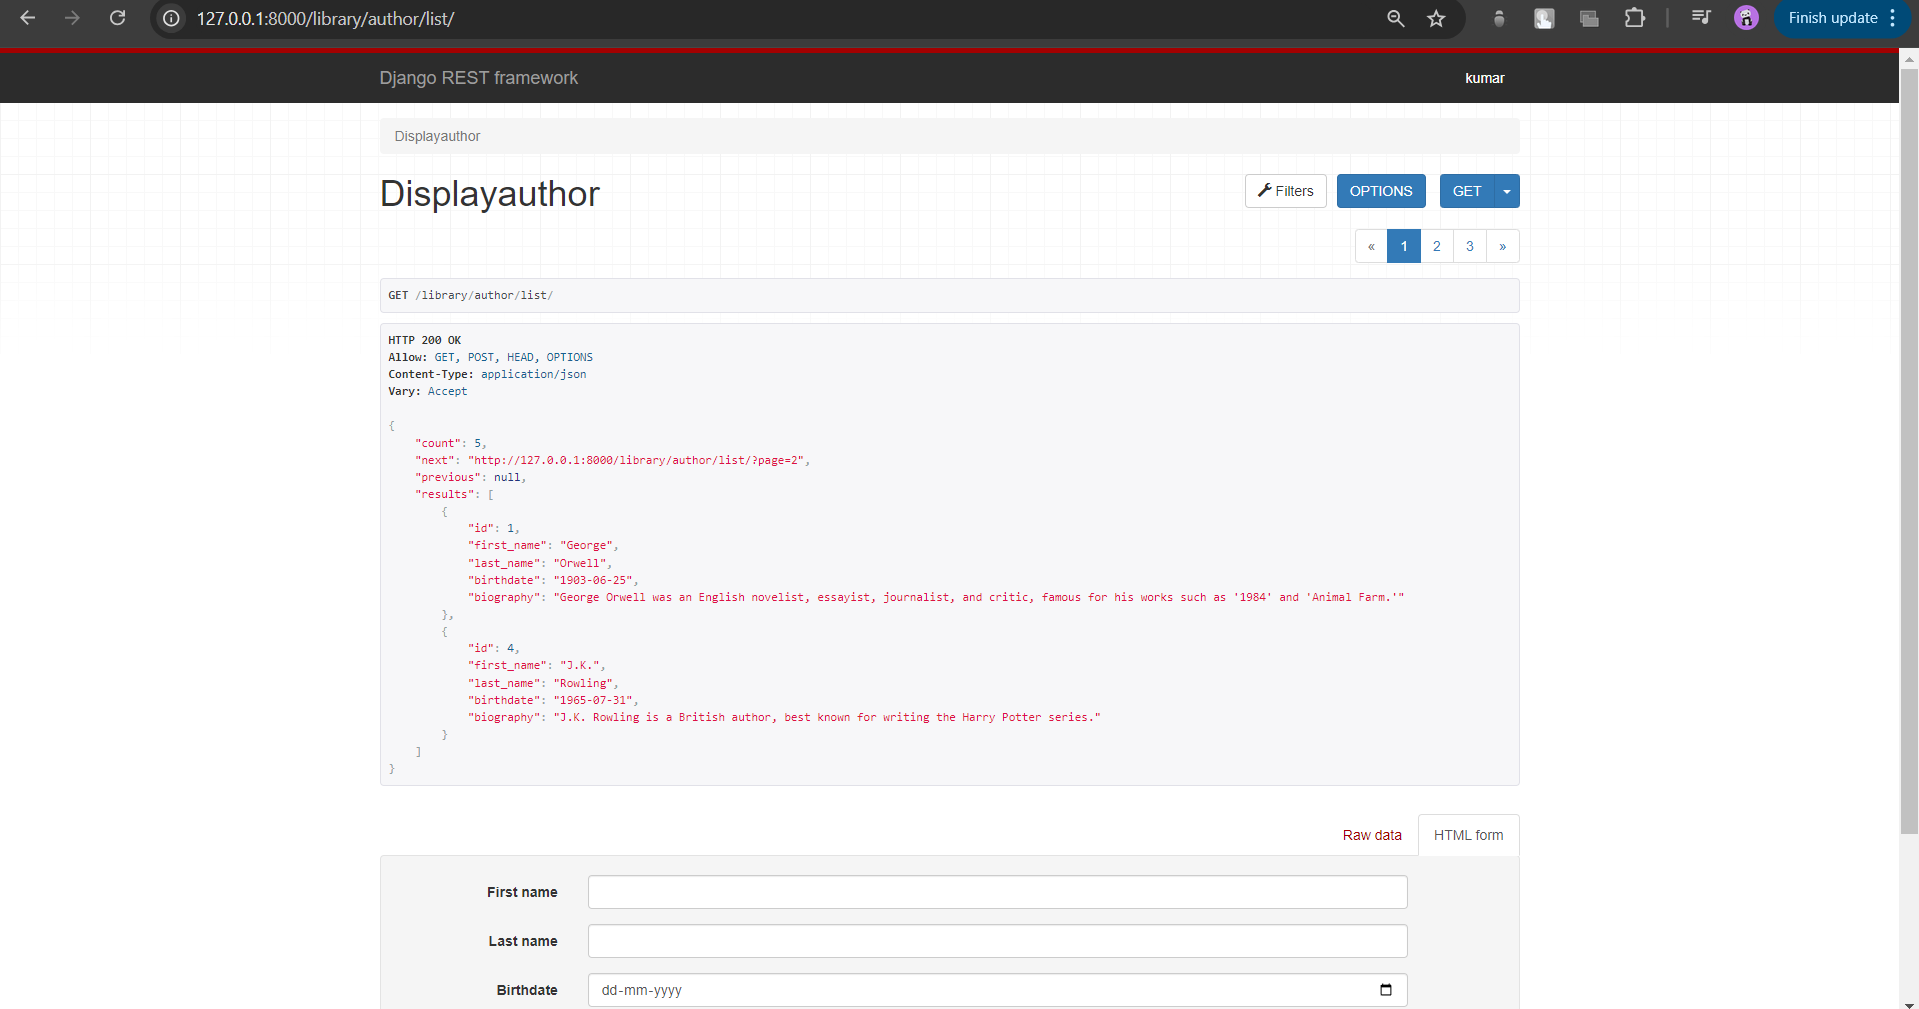 127.0.0.1:8000/library/author/list/
Finish update
Django REST framework
kumar
Displayauthor
Displayauthor
Filters
OPTIONS
GET
« 1 2 3 »
GET /library/author/list/
HTTP 200 OK
Allow: GET, POST, HEAD, OPTIONS
Content-Type: application/json
Vary: Accept
{
    "count": 5,
    "next": "http://127.0.0.1:8000/library/author/list/?page=2",
    "previous": null,
    "results": [
        {
            "id": 1,
            "first_name": "George",
            "last_name": "Orwell",
            "birthdate": "1903-06-25",
            "biography": "George Orwell was an English novelist, essayist, journalist, and critic, famous for his works such as '1984' and 'Animal Farm.'"
        },
        {
            "id": 4,
            "first_name": "J.K.",
            "last_name": "Rowling",
            "birthdate": "1965-07-31",
            "biography": "J.K. Rowling is a British author, best known for writing the Harry Potter series."
        }
    ]
}
Raw data
HTML form
First name
Last name
Birthdate
dd-mm-yyyy